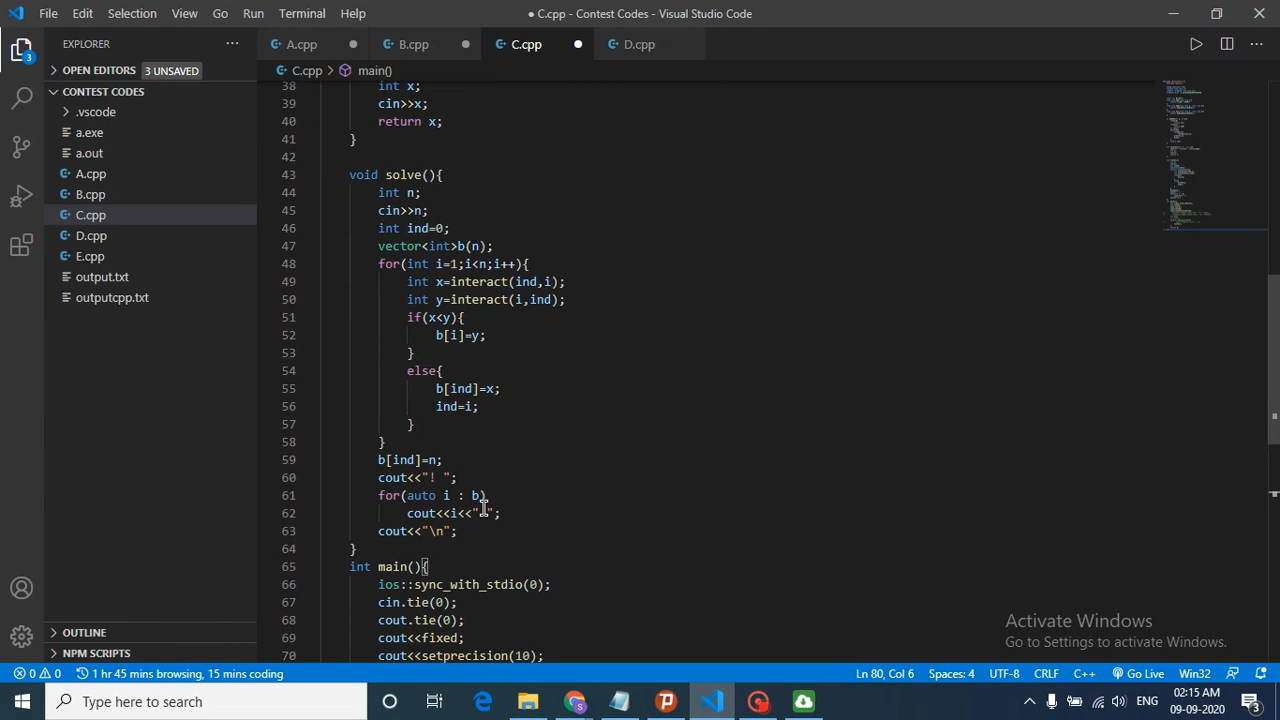 File Edit Selection View Go Run Terminal Help
● C.cpp - Contest Codes - Visual Studio Code
EXPLORER
A.cpp B.cpp C.cpp D.cpp
OPEN EDITORS 3 UNSAVED
C.cpp > main()
CONTEST CODES
.vscode
a.exe
a.out
A.cpp
B.cpp
C.cpp
D.cpp
E.cpp
output.txt
outputcpp.txt
OUTLINE
NPM SCRIPTS
3
38 int x;
39 cin>>x;
40 return x;
41 }
42
43 void solve(){
44 int n;
45 cin>>n;
46 int ind=0;
47 vector<int>b(n);
48 for(int i=1;i<n;i++){
49 int x=interact(ind,i);
50 int y=interact(i,ind);
51 if(x<y){
52 b[i]=y;
53 }
54 else{
55 b[ind]=x;
56 ind=i;
57 }
58 }
59 b[ind]=n;
60 cout<<"! ";
61 for(auto i : b)
62 cout<<i<<" ";
63 cout<<"\n";
64 }
65 int main(){
66 ios::sync_with_stdio(0);
67 cin.tie(0);
68 cout.tie(0);
69 cout<<fixed;
70 cout<<setprecision(10);
Activate Windows
Go to Settings to activate Windows.
0 0 1 hr 45 mins browsing, 15 mins coding
Ln 80, Col 6 Spaces: 4 UTF-8 CRLF C++ Go Live Win32
Type here to search
ENG
02:15 AM
09-09-2020
3